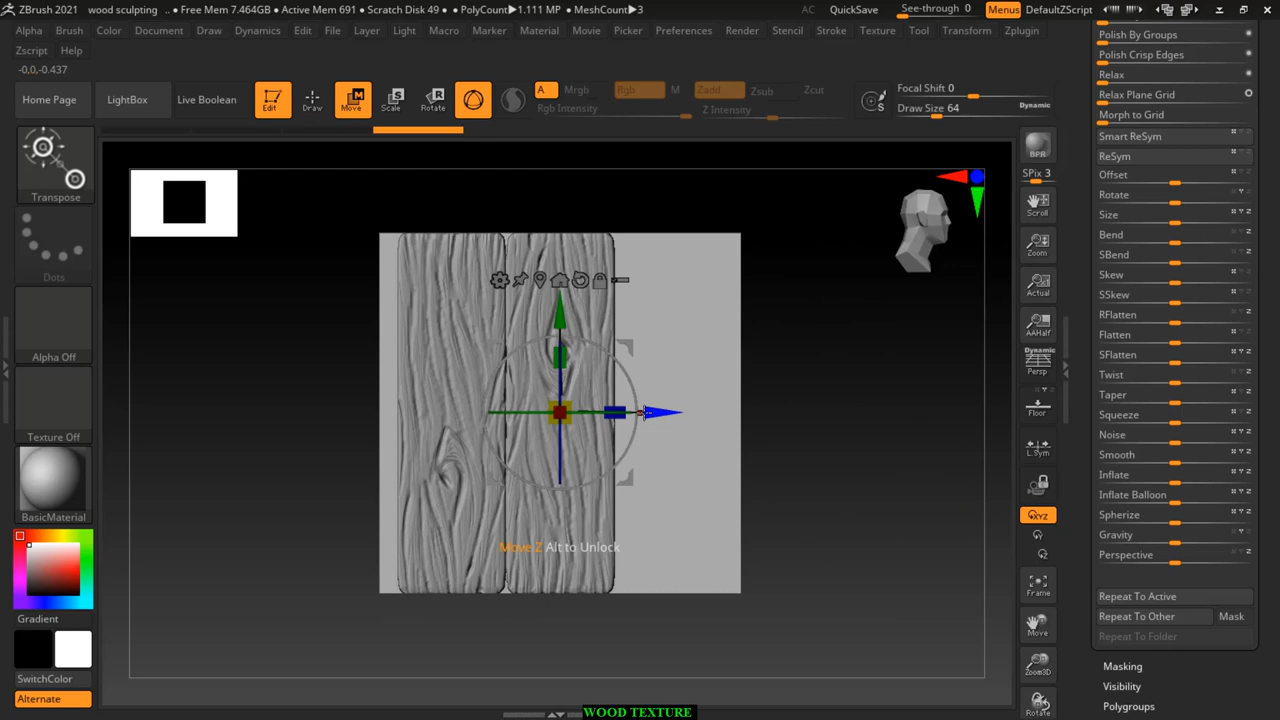 ZBrush 2021 wood sculpting .. • Free Mem 7.464GB • Active Mem 691 • Scratch Disk 49 • PolyCount▶1.111 MP • MeshCount▶3 AC QuickSave See-through 0 Menus DefaultZScript
Alpha Brush Color Document Draw Dynamics Edit File Layer Light Macro Marker Material Movie Picker Preferences Render Stencil Stroke Texture Tool Transform Zplugin
Zscript Help
-0,0,-0.437
Home Page LightBox Live Boolean Edit Draw Move Scale Rotate A Mrgb Rgb M Zadd Zsub Zcut
Rgb Intensity Z Intensity
Focal Shift 0
Draw Size 64 Dynamic
Transpose
Dots
Alpha Off
Texture Off
BasicMaterial
Gradient
SwitchColor
Alternate
Move Z Alt to Unlock
WOOD TEXTURE
BPR
SPix 3
Scroll
Zoom
Actual
AAHalf
Dynamic
Persp
Floor
L.Sym
XYZ
Frame
Move
Zoom3D
Rotate
Polish By Groups
Polish Crisp Edges
Relax
Relax Plane Grid
Morph to Grid
Smart ReSym
ReSym
Offset
Rotate
Size
Bend
SBend
Skew
SSkew
RFlatten
Flatten
SFlatten
Twist
Taper
Squeeze
Noise
Smooth
Inflate
Inflate Balloon
Spherize
Gravity
Perspective
Repeat To Active
Repeat To Other Mask
Repeat To Folder
Masking
Visibility
Polygroups